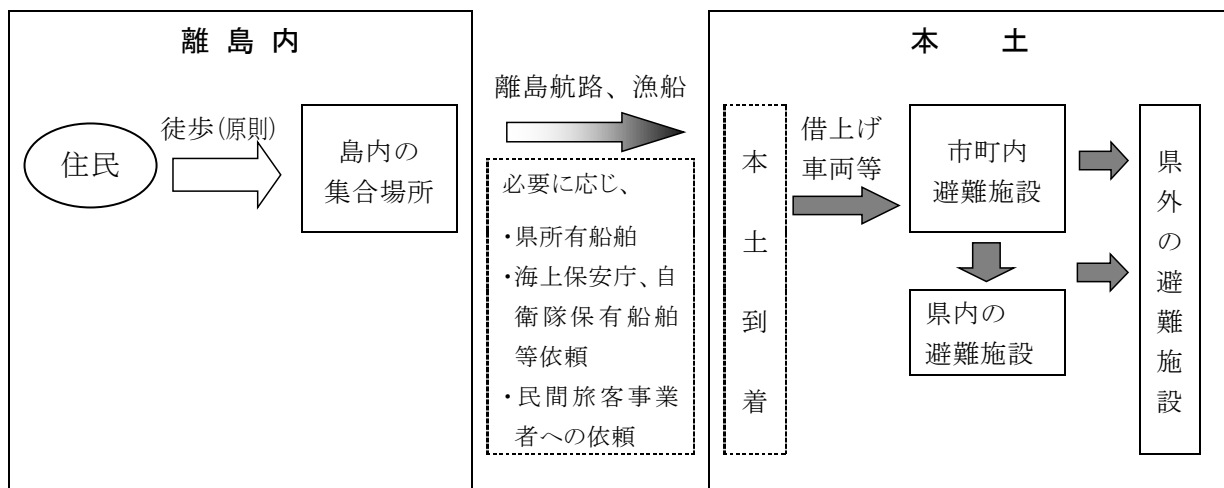 離島内
住民
徒歩(原則)
島内の
集合場所
離島航路、漁船
必要に応じ、
・県所有船舶
・海上保安庁、自
衛隊保有船舶
等依頼
・民間旅客事業
者への依頼
本土
本土到着
借上げ
車両等
市町内
避難施設
県内の
避難施設
県外の避難施設